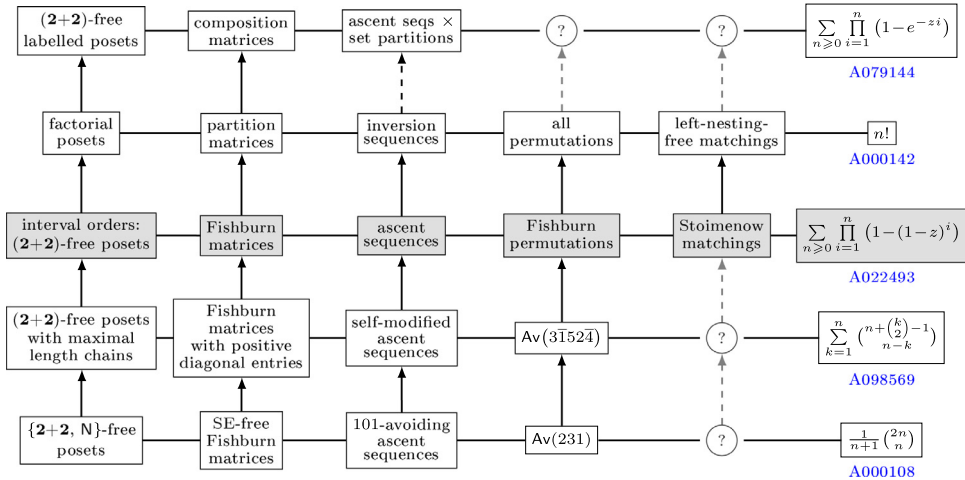 (2+2)-free
labelled posets
composition
matrices
ascent seqs ×
set partitions
?
?
∑_{n⩾0} ∏_{i=1}^{n} (1−e^{−zi})
A079144
factorial
posets
partition
matrices
inversion
sequences
all
permutations
left-nesting-
free matchings
n!
A000142
interval orders:
(2+2)-free posets
Fishburn
matrices
ascent
sequences
Fishburn
permutations
Stoimenow
matchings
∑_{n⩾0} ∏_{i=1}^{n} (1−(1−z)^i)
A022493
(2+2)-free posets
with maximal
length chains
Fishburn
matrices
with positive
diagonal entries
self-modified
ascent
sequences
Av(31̄524̄)
?
∑_{k=1}^{n} \binom{n+\binom{k}{2}−1}{n−k}
A098569
{2+2, N}-free
posets
SE-free
Fishburn
matrices
101-avoiding
ascent
sequences
Av(231)
?
\frac{1}{n+1} \binom{2n}{n}
A000108